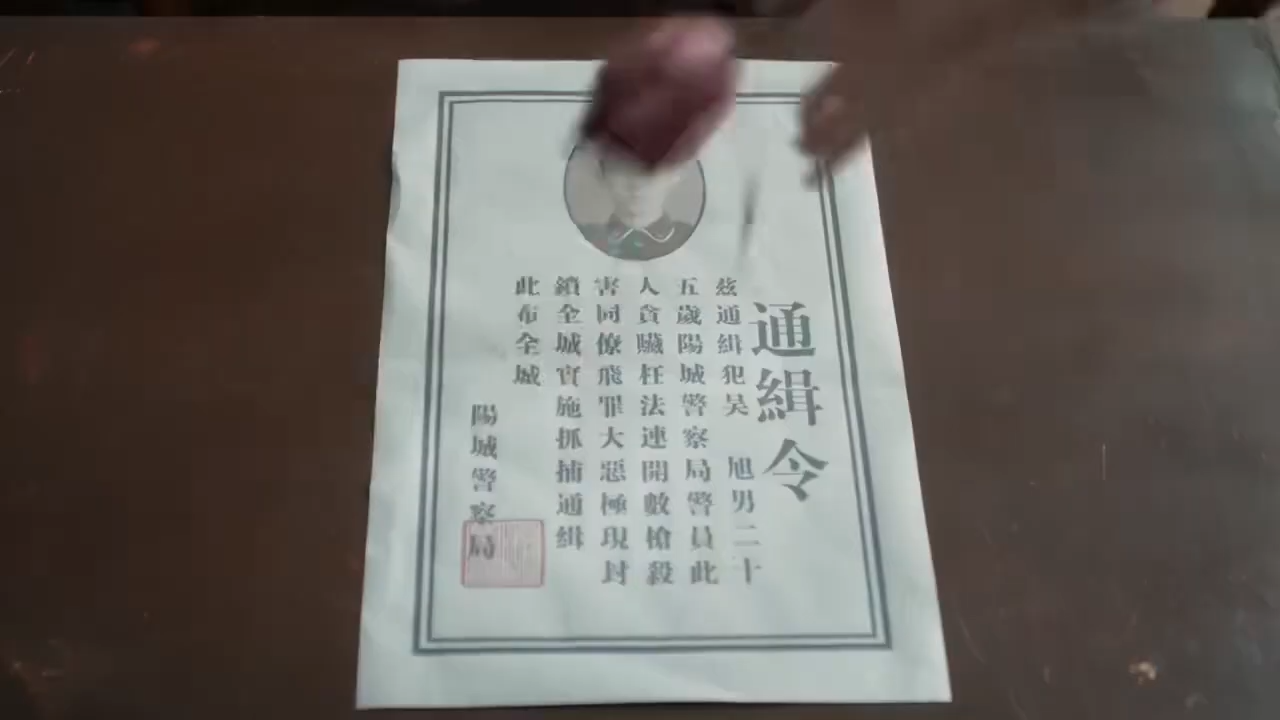 通緝令
茲通緝犯吴 旭男二十
五歲陽城警察局警員此
人貪贓枉法連開數槍殺
害同僚飛罪大惡極現封
鎖全城實施抓捕通緝
此布全城
陽城警察局